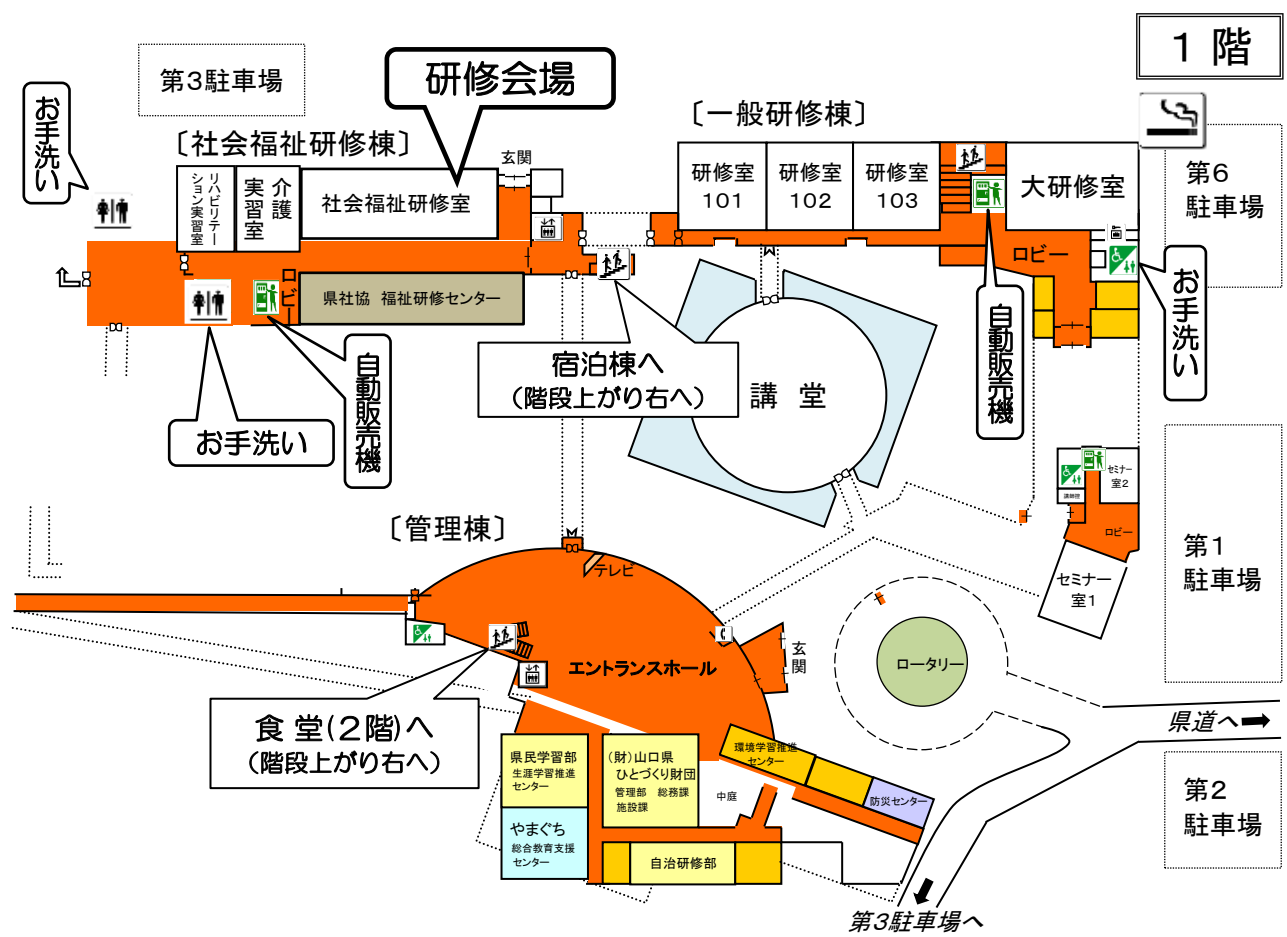 1 階
第3駐車場
研修会場
お手洗い
〔社会福祉研修棟〕
〔一般研修棟〕
玄関
リハビリテー
ション実習室
介護
実習室
社会福祉研修室
研修室
101
研修室
102
研修室
103
大研修室
第6
駐車場
ロビー
ロビー
県社協 福祉研修センター
お手洗い
自動販売機
宿泊棟へ
(階段上がり右へ)
講 堂
自動販売機
お手洗い
セミナー
室2
ロビー
セミナー
室1
第1
駐車場
〔管理棟〕
テレビ
エントランスホール
玄関
ロータリー
食 堂(2階)へ
(階段上がり右へ)
県道へ
県民学習部
生涯学習推進
センター
(財)山口県
ひとづくり財団
管理部 総務課
施設課
環境学習推進
センター
防災センター
中庭
やまぐち
総合教育支援
センター
自治研修部
第2
駐車場
第3駐車場へ